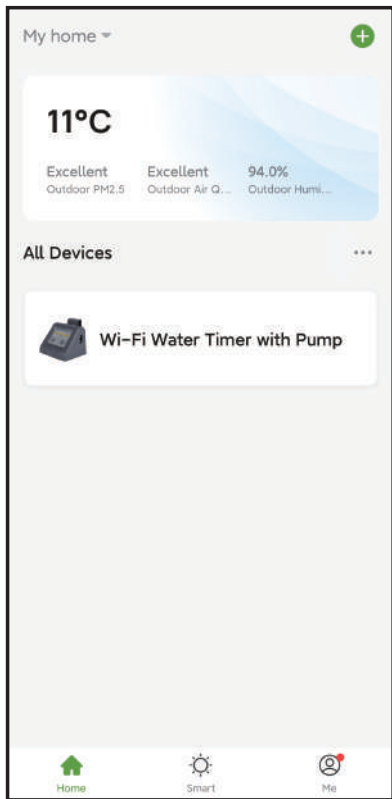 My home
11°C
Excellent Excellent 94.0%
Outdoor PM2.5 Outdoor Air Q... Outdoor Humi...
All Devices
Wi-Fi Water Timer with Pump
Home Smart Me